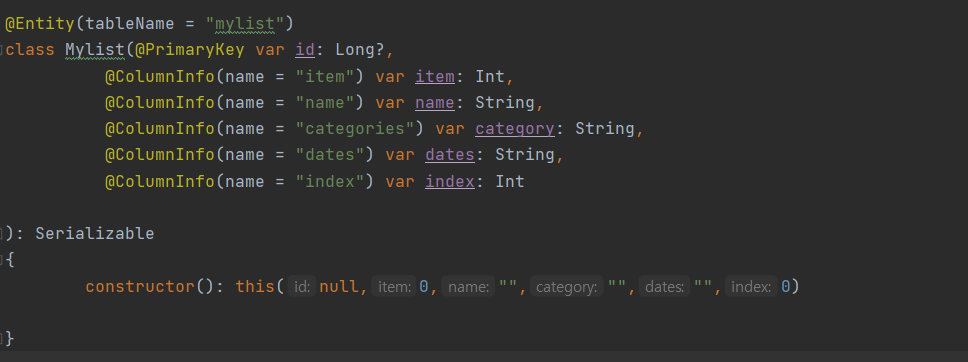 @Entity(tableName = "mylist")
class Mylist(@PrimaryKey var id: Long?,
@ColumnInfo(name = "item") var item: Int,
@ColumnInfo(name = "name") var name: String,
@ColumnInfo(name = "categories") var category: String,
@ColumnInfo(name = "dates") var dates: String,
@ColumnInfo(name = "index") var index: Int
): Serializable
{
constructor(): this( id: null, item: 0, name: "", category: "", dates: "", index: 0)
}